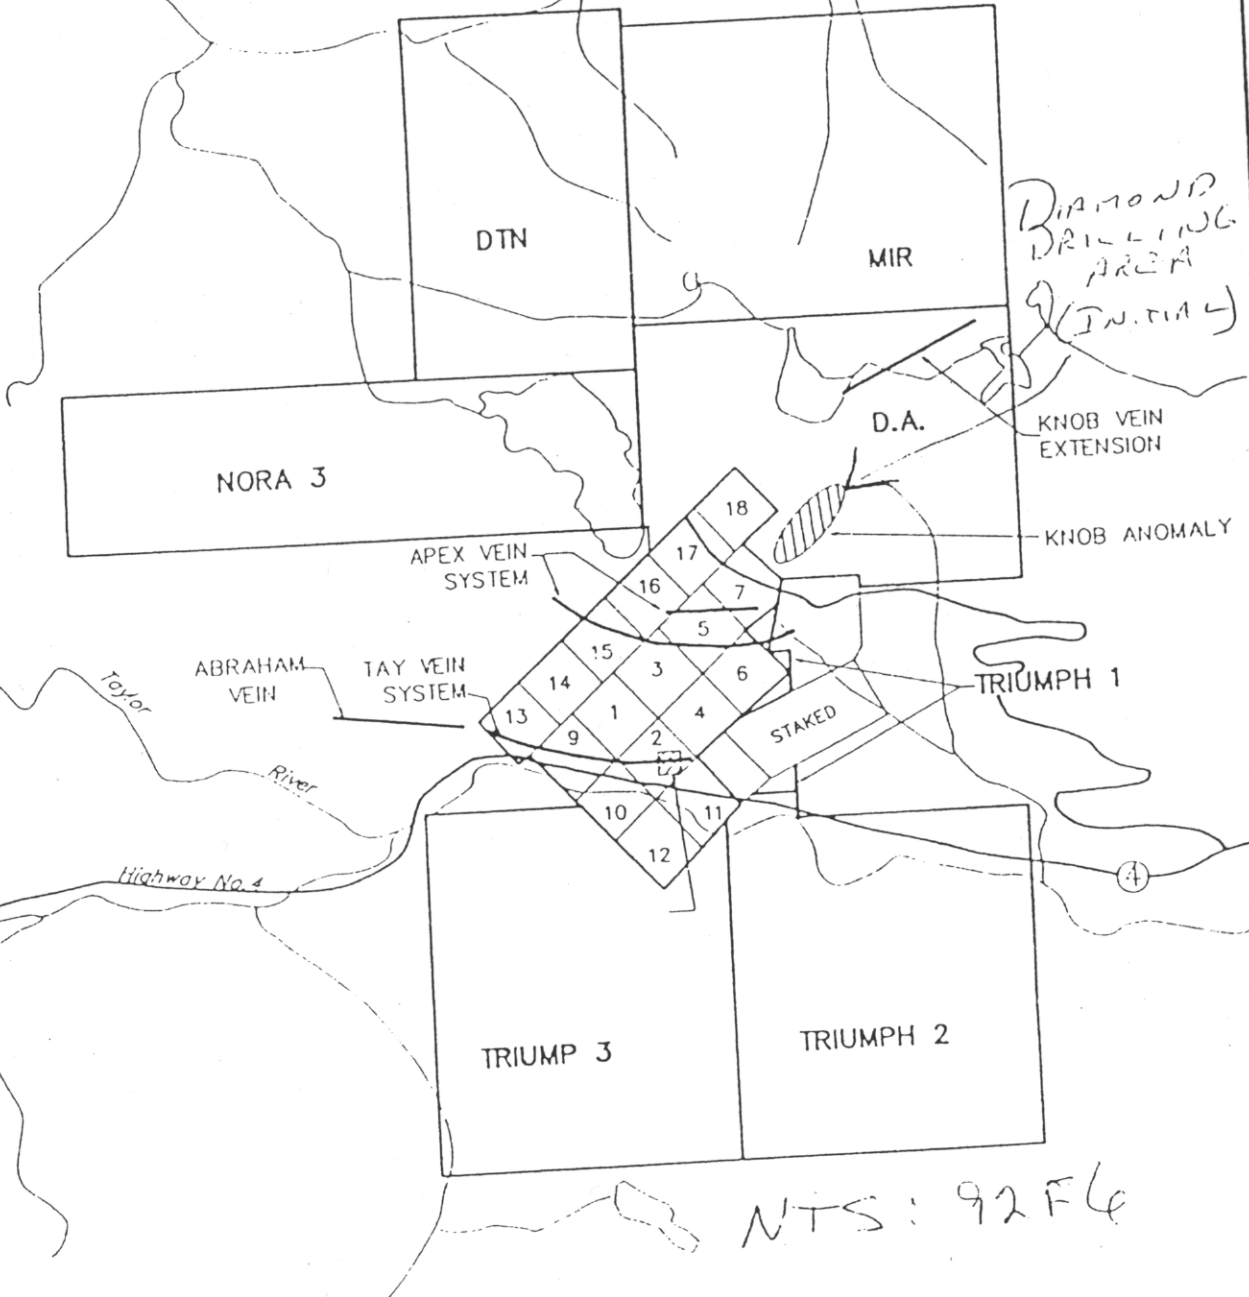 DIAMOND
DRILLING
AREA
(INITIAL)
DTN
MIR
D.A.
KNOB VEIN
EXTENSION
NORA 3
KNOB ANOMALY
APEX VEIN
SYSTEM
18
17
16
7
5
15
3
6
14
13
1
4
9
2
10
11
12
ABRAHAM
VEIN
TAY VEIN
SYSTEM
TRIUMPH 1
STAKED
Taylor
River
Highway No. 4
4
TRIUMP 3
TRIUMPH 2
NTS: 92F6